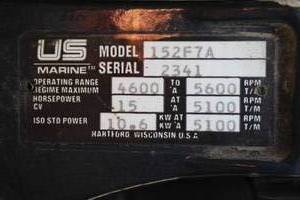 US MODEL 152F7A
MARINE™ SERIAL 2341
OPERATING RANGE TO RPM
REGIME MAXIMUM 4600 A 5600 T/M
HORSEPOWER AT RPM
CV 15 A 5100 T/M
ISO STD POWER 10.6 KW AT KW A 5100 RPM T/M
HARTFORD WISCONSIN U.S.A